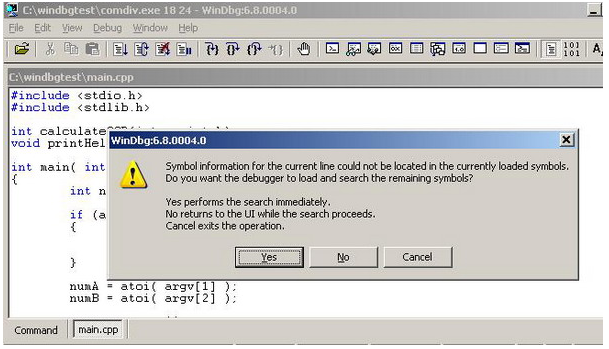 C:\windbgtest\comdiv.exe 18 24 - WinDbg:6.8.0004.0
File Edit View Debug Window Help
C:\windbgtest\main.cpp
#include <stdio.h>
#include <stdlib.h>
int calculate
void printHel
WinDbg:6.8.0004.0
Symbol information for the current line could not be located in the currently loaded symbols.
Do you want the debugger to load and search the remaining symbols?
Yes performs the search immediately.
No returns to the UI while the search proceeds.
Cancel exits the operation.
Yes No Cancel
int main( int
{
int n
if (a
{
}
numA = atoi( argv[1] );
numB = atoi( argv[2] );
Command main.cpp